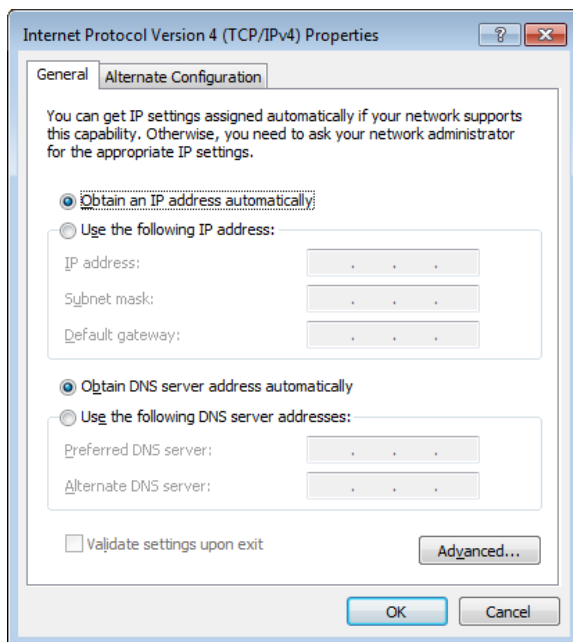 Internet Protocol Version 4 (TCP/IPv4) Properties
?
General
Alternate Configuration
You can get IP settings assigned automatically if your network supports
this capability. Otherwise, you need to ask your network administrator
for the appropriate IP settings.
Obtain an IP address automatically
Use the following IP address:
IP address:
Subnet mask:
Default gateway:
Obtain DNS server address automatically
Use the following DNS server addresses:
Preferred DNS server:
Alternate DNS server:
Validate settings upon exit
Advanced...
OK
Cancel